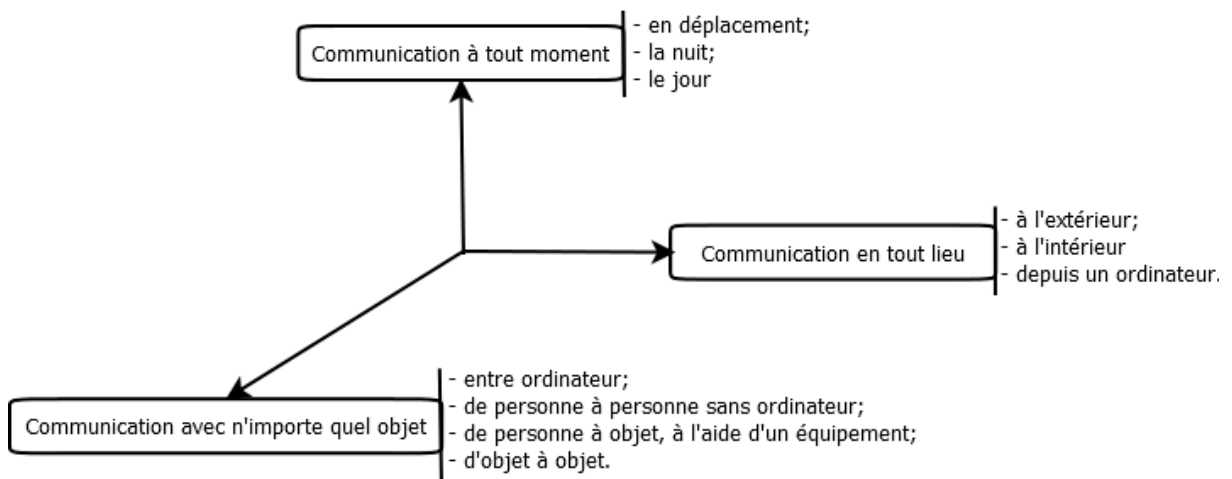 Communication à tout moment
- en déplacement;
- la nuit;
- le jour
Communication en tout lieu
- à l'extérieur;
- à l'intérieur
- depuis un ordinateur.
Communication avec n'importe quel objet
- entre ordinateur;
- de personne à personne sans ordinateur;
- de personne à objet, à l'aide d'un équipement;
- d'objet à objet.